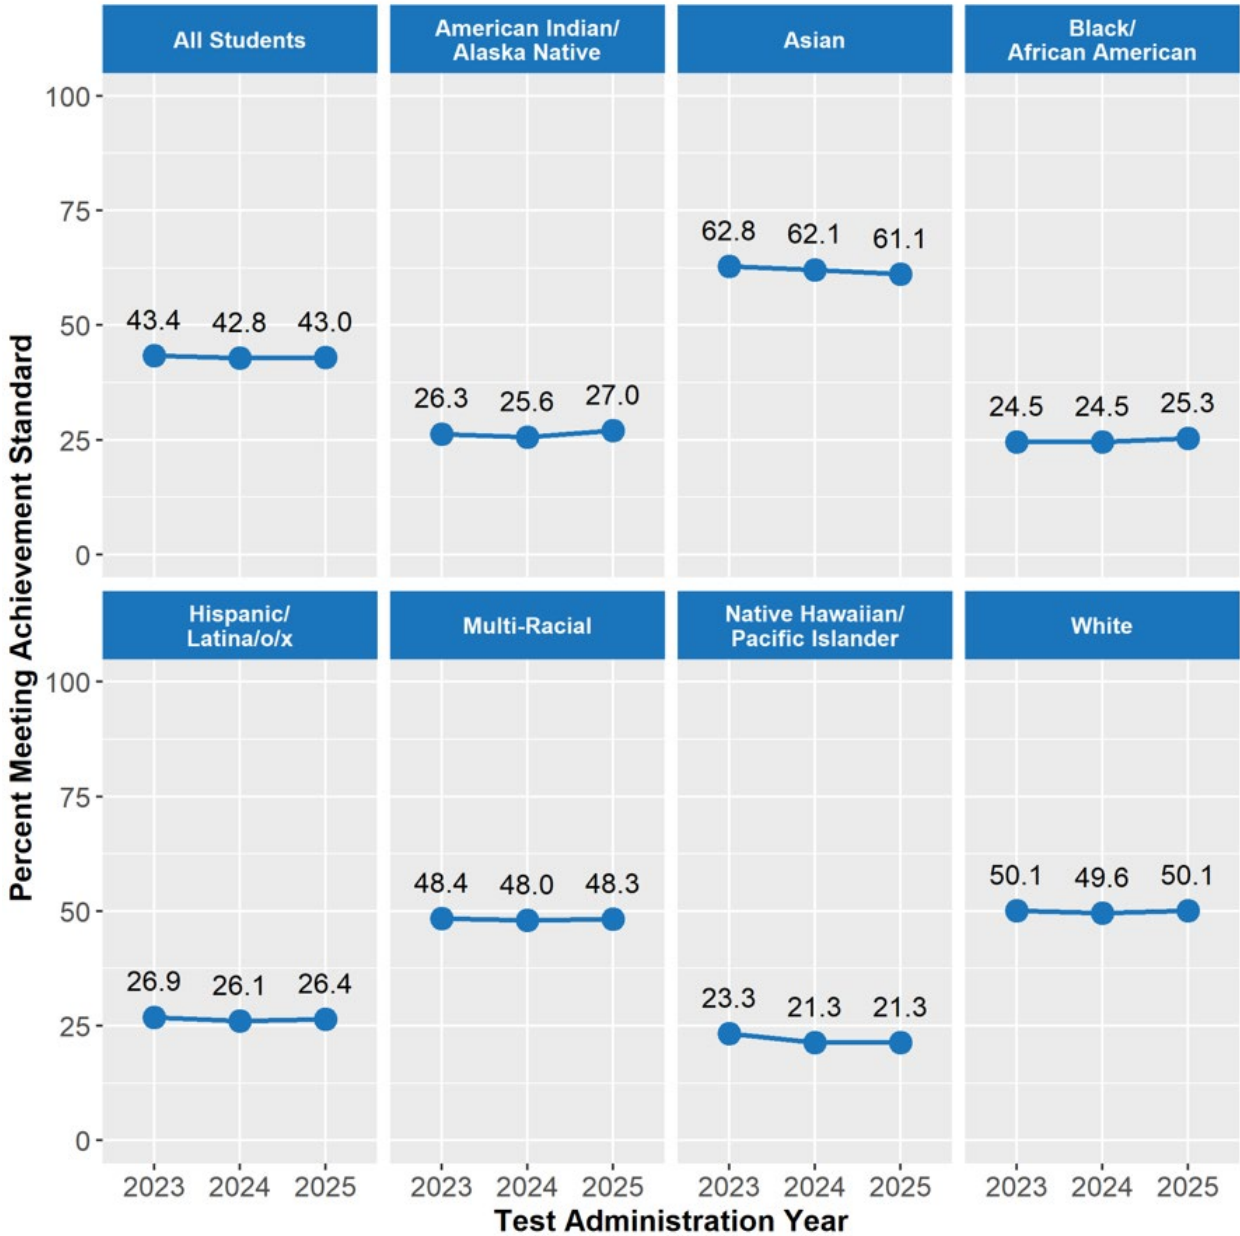 All Students
American Indian/
Alaska Native
Asian
Black/
African American
100
75
50
25
0
43.4 42.8 43.0
26.3 25.6 27.0
62.8 62.1 61.1
24.5 24.5 25.3
Hispanic/
Latina/o/x
Multi-Racial
Native Hawaiian/
Pacific Islander
White
100
75
50
25
0
26.9 26.1 26.4
48.4 48.0 48.3
23.3 21.3 21.3
50.1 49.6 50.1
2023 2024 2025
2023 2024 2025
2023 2024 2025
2023 2024 2025
Test Administration Year
Percent Meeting Achievement Standard